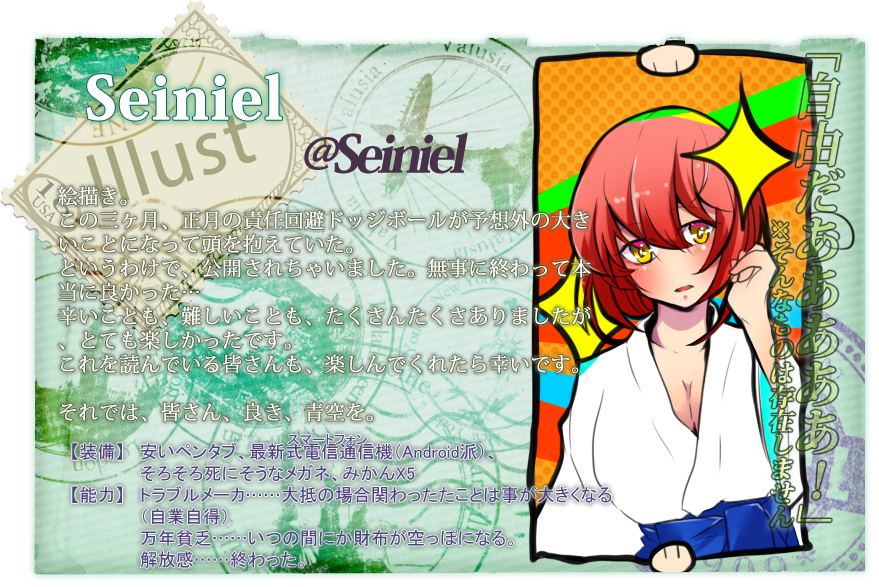 Seiniel
Illust
@Seiniel
絵描き。
この三ヶ月、正月の責任回避ドッジボールが予想外の大き
いことになって頭を抱えていた。
というわけで、公開されちゃいました。無事に終わって本
当に良かった…
辛いことも、難しいことも、たくさんたくさありましたが
、とても楽しかったです。
これを読んでいる皆さんも、楽しんでくれたら幸いです。
それでは、皆さん、良き、青空を。
スマートフォン
【装備】 安いペンタブ、最新式電信通信機（Android派）、
そろそろ死にそうなメガネ、みかんX5
【能力】 トラブルメーカ……大抵の場合関わったたことは事が大きくなる
（自業自得）
万年貧乏……いつの間にか財布が空っぽになる。
解放感……終わった。
「自由だぁぁぁぁぁ！」
※そんなものは存在しません
Valusia
Valusia
1
USA